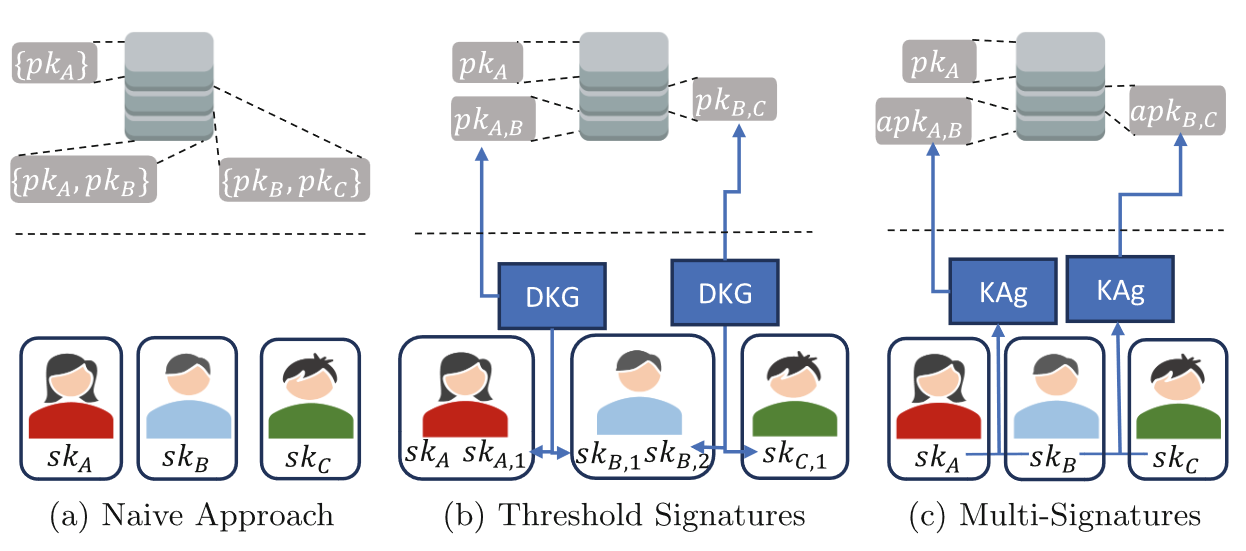 {pk_A}
{pk_A, pk_B}
{pk_B, pk_C}
sk_A
sk_B
sk_C
(a) Naive Approach
pk_A
pk_{A,B}
pk_{B,C}
DKG
DKG
sk_A sk_{A,1}
sk_{B,1} sk_{B,2}
sk_{C,1}
(b) Threshold Signatures
pk_A
apk_{A,B}
apk_{B,C}
KAg
KAg
sk_A
sk_B
sk_C
(c) Multi-Signatures